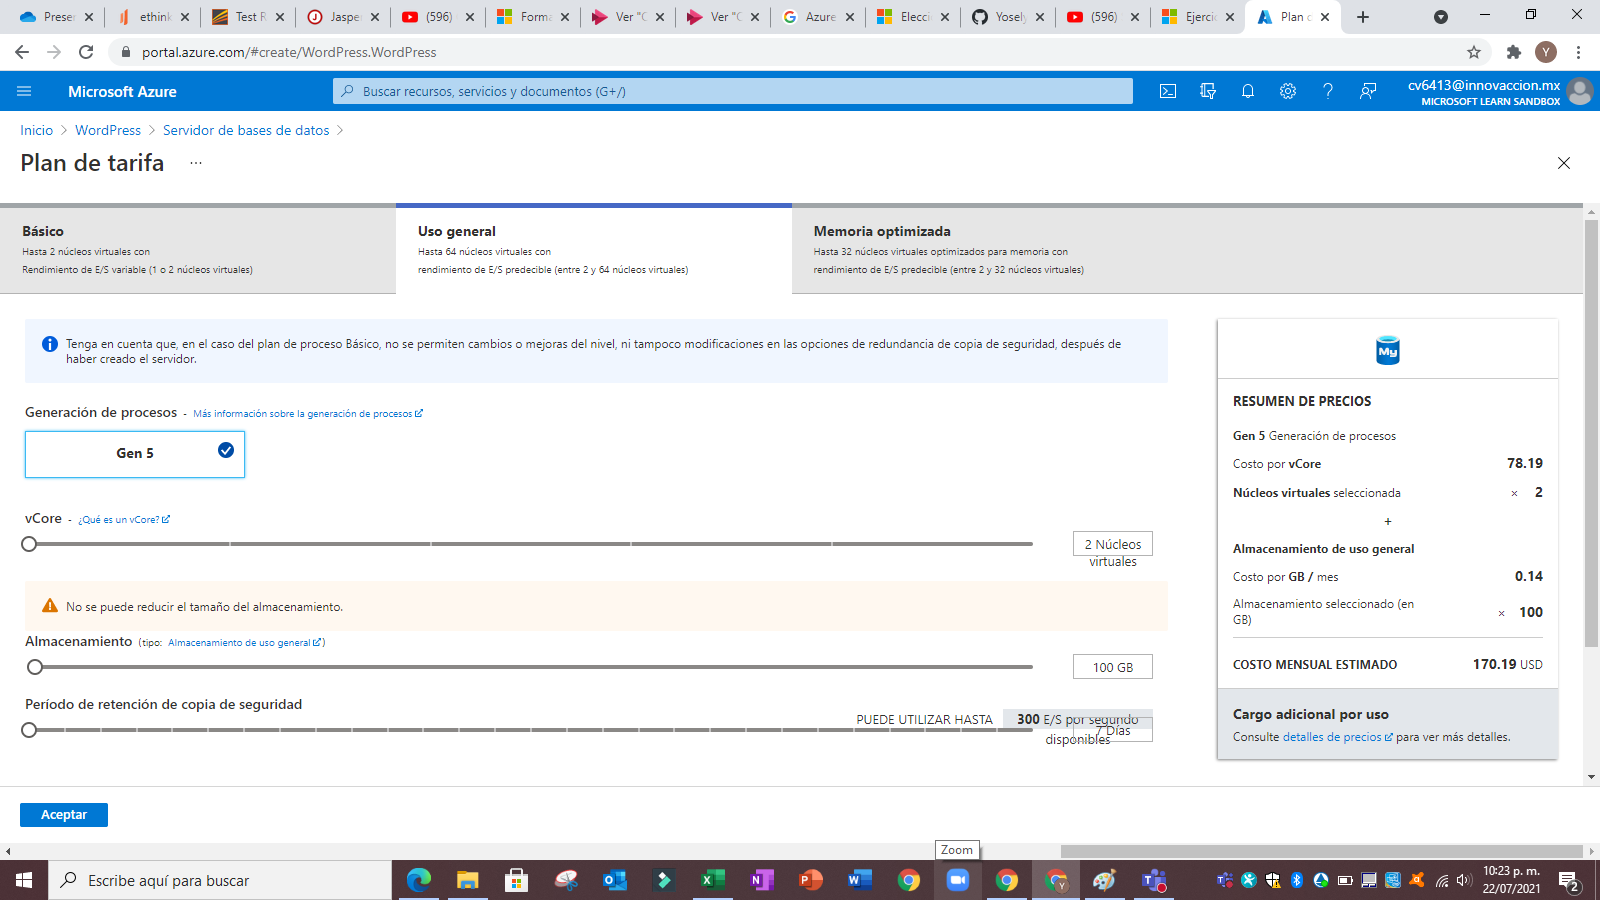 Presen
ethink
Test R
Jasper
(596)
Forma
Ver "C
Ver "C
Azure
Elecci
Yosely
(596)
Ejercic
Plan d
portal.azure.com/#create/WordPress.WordPress
Y
Microsoft Azure
Buscar recursos, servicios y documentos (G+/)
cv6413@innovaccion.mx
MICROSOFT LEARN SANDBOX
Inicio > WordPress > Servidor de bases de datos >
Plan de tarifa ...
Básico
Hasta 2 núcleos virtuales con
Rendimiento de E/S variable (1 o 2 núcleos virtuales)
Uso general
Hasta 64 núcleos virtuales con
rendimiento de E/S predecible (entre 2 y 64 núcleos virtuales)
Memoria optimizada
Hasta 32 núcleos virtuales optimizados para memoria con
rendimiento de E/S predecible (entre 2 y 32 núcleos virtuales)
Tenga en cuenta que, en el caso del plan de proceso Básico, no se permiten cambios o mejoras del nivel, ni tampoco modificaciones en las opciones de redundancia de copia de seguridad, después de
haber creado el servidor.
Generación de procesos - Más información sobre la generación de procesos
Gen 5
vCore - ¿Qué es un vCore?
2 Núcleos
virtuales
No se puede reducir el tamaño del almacenamiento.
Almacenamiento (tipo: Almacenamiento de uso general)
100 GB
Período de retención de copia de seguridad
PUEDE UTILIZAR HASTA 300 E/S por segundo
disponibles
7 Días
My
RESUMEN DE PRECIOS
Gen 5 Generación de procesos
Costo por vCore 78.19
Núcleos virtuales seleccionada × 2
+
Almacenamiento de uso general
Costo por GB / mes 0.14
Almacenamiento seleccionado (en
GB) × 100
COSTO MENSUAL ESTIMADO 170.19 USD
Cargo adicional por uso
Consulte detalles de precios para ver más detalles.
Aceptar
Zoom
Escribe aquí para buscar
10:23 p. m.
22/07/2021
2